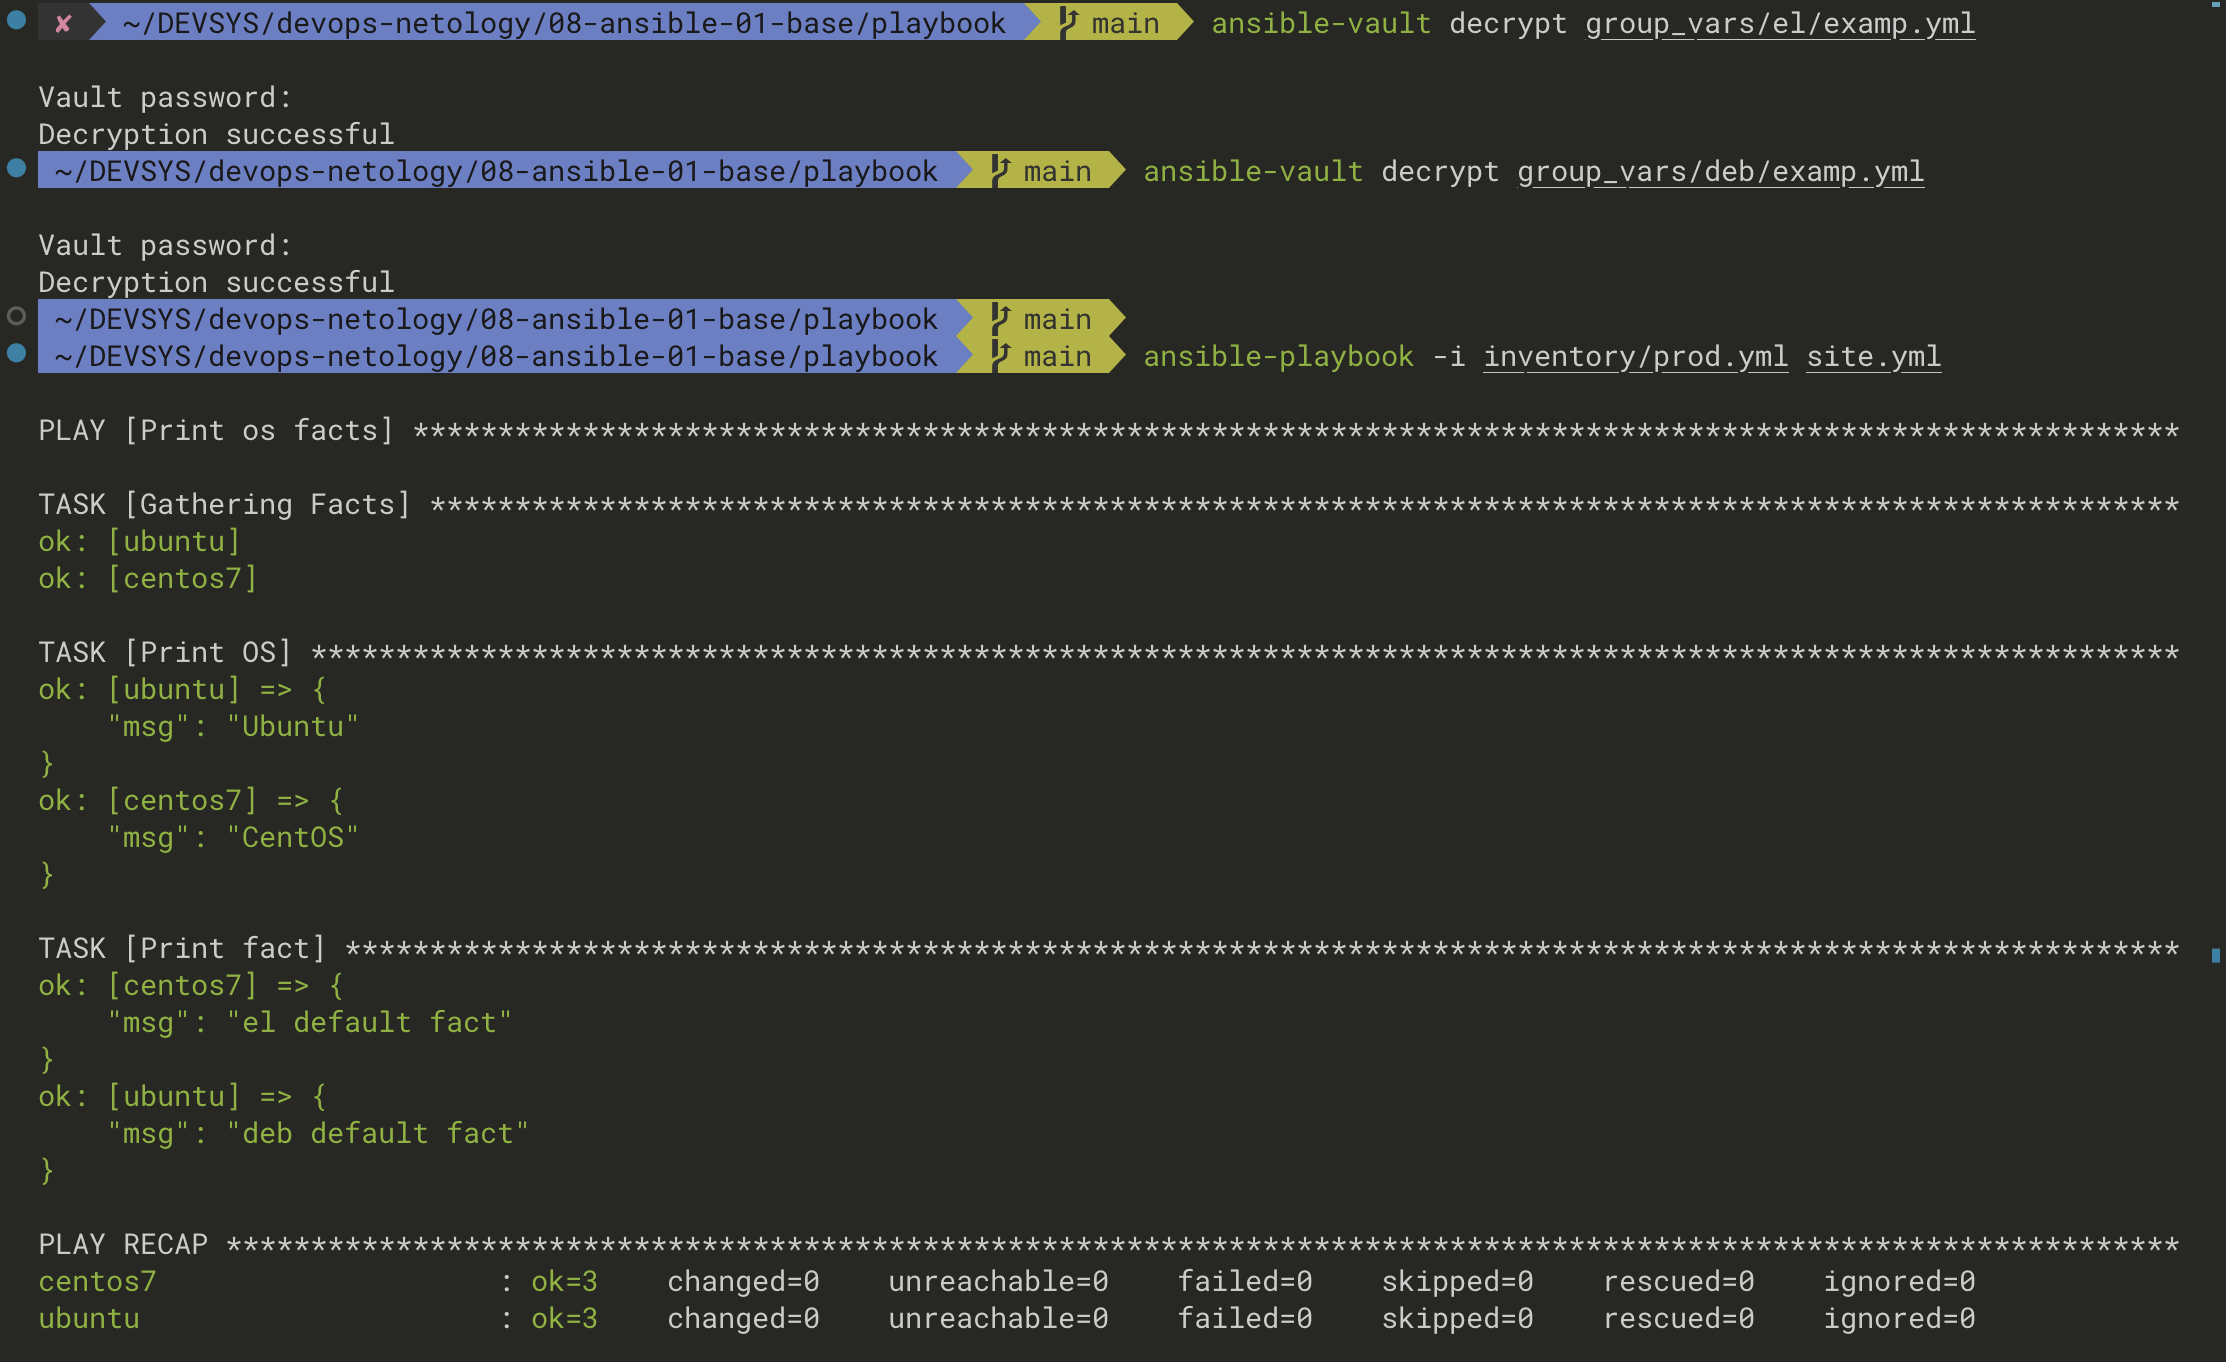 ✘ ~/DEVSYS/devops-netology/08-ansible-01-base/playbook main ansible-vault decrypt group_vars/el/examp.yml
Vault password:
Decryption successful
~/DEVSYS/devops-netology/08-ansible-01-base/playbook main ansible-vault decrypt group_vars/deb/examp.yml
Vault password:
Decryption successful
~/DEVSYS/devops-netology/08-ansible-01-base/playbook main
~/DEVSYS/devops-netology/08-ansible-01-base/playbook main ansible-playbook -i inventory/prod.yml site.yml
PLAY [Print os facts] ********************************************************************************************************
TASK [Gathering Facts] *******************************************************************************************************
ok: [ubuntu]
ok: [centos7]
TASK [Print OS] **************************************************************************************************************
ok: [ubuntu] => {
    "msg": "Ubuntu"
}
ok: [centos7] => {
    "msg": "CentOS"
}
TASK [Print fact] ************************************************************************************************************
ok: [centos7] => {
    "msg": "el default fact"
}
ok: [ubuntu] => {
    "msg": "deb default fact"
}
PLAY RECAP *******************************************************************************************************************
centos7                    : ok=3    changed=0    unreachable=0    failed=0    skipped=0    rescued=0    ignored=0
ubuntu                     : ok=3    changed=0    unreachable=0    failed=0    skipped=0    rescued=0    ignored=0